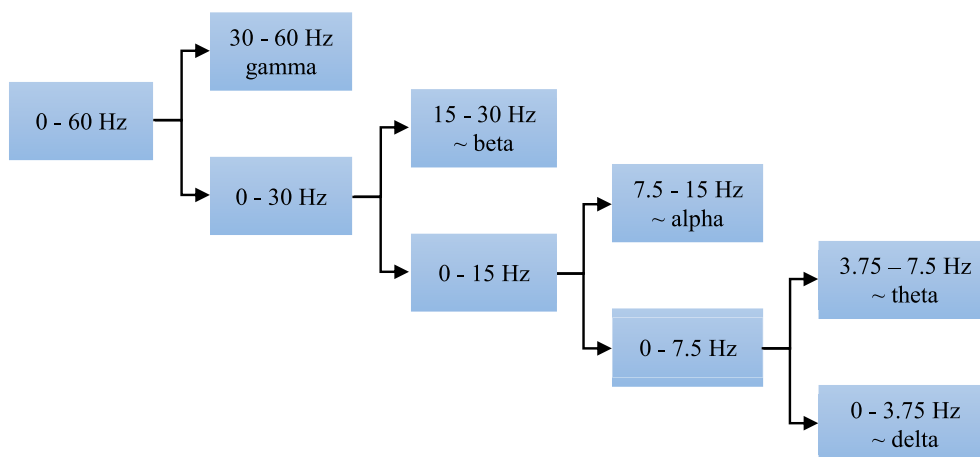 30 - 60 Hz
gamma
0 - 60 Hz
15 - 30 Hz
~ beta
0 - 30 Hz
7.5 - 15 Hz
~ alpha
0 - 15 Hz
3.75 – 7.5 Hz
~ theta
0 - 7.5 Hz
0 - 3.75 Hz
~ delta